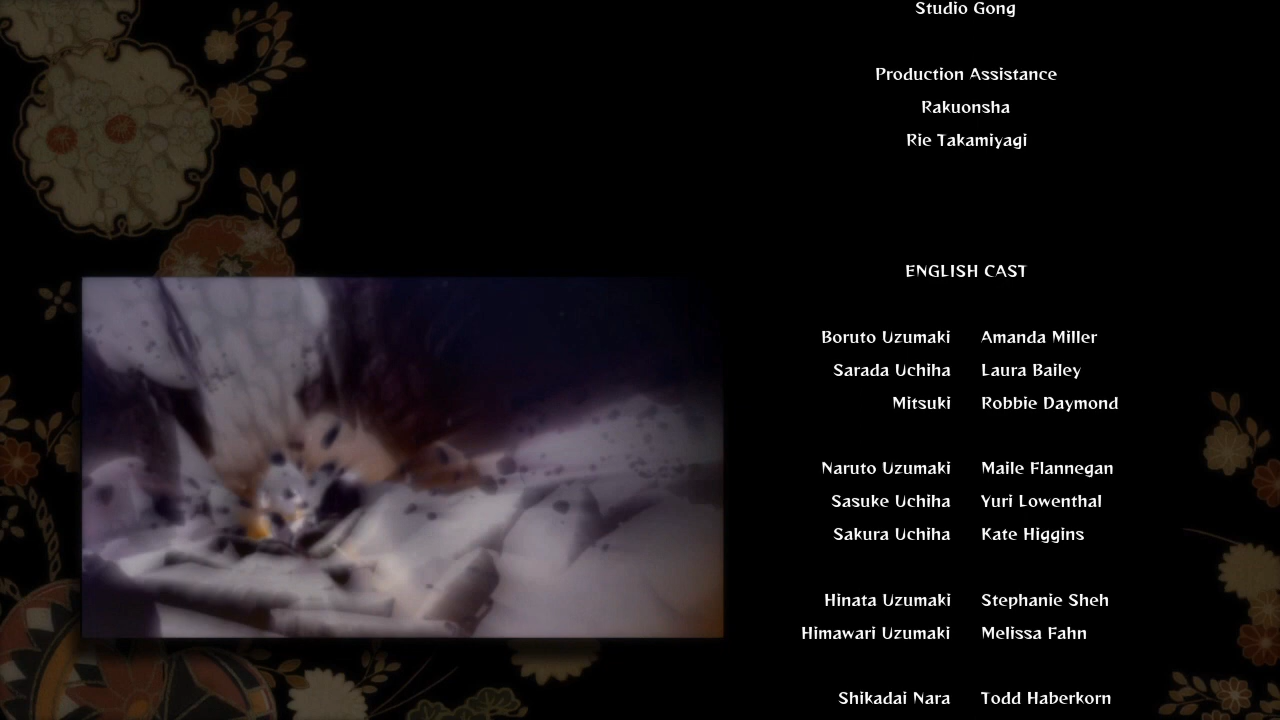 Studio Gong
Production Assistance
Rakuonsha
Rie Takamiyagi
ENGLISH CAST
Boruto Uzumaki Amanda Miller
Sarada Uchiha Laura Bailey
Mitsuki Robbie Daymond
Naruto Uzumaki Maile Flannegan
Sasuke Uchiha Yuri Lowenthal
Sakura Uchiha Kate Higgins
Hinata Uzumaki Stephanie Sheh
Himawari Uzumaki Melissa Fahn
Shikadai Nara Todd Haberkorn